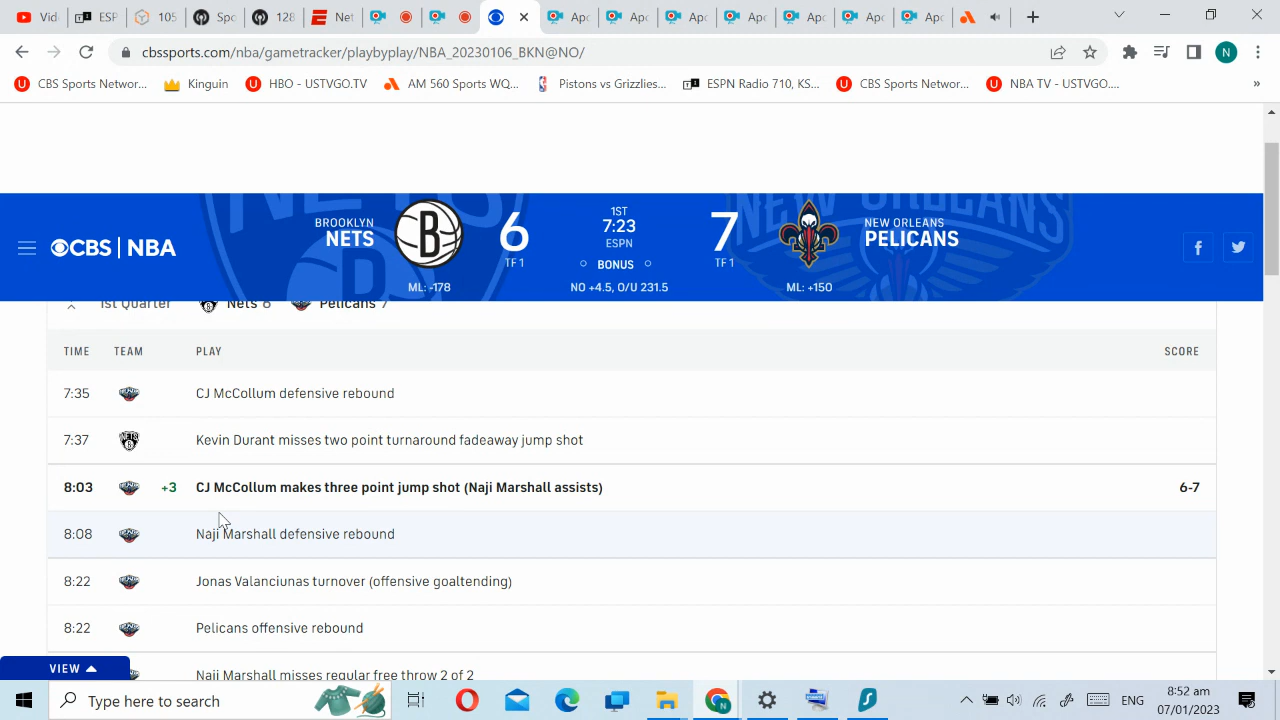 Vid
ESP
105
Spc
128
Net
Apc
Apc
Apc
Apc
Apc
Apc
Apc
cbssports.com/nba/gametracker/playbyplay/NBA_20230106_BKN@NO/
N
CBS Sports Networ...
Kinguin
HBO - USTVGO.TV
AM 560 Sports WQ...
Pistons vs Grizzlies...
ESPN Radio 710, KS...
CBS Sports Networ...
NBA TV - USTVGO....
»
CBS | NBA
BROOKLYN
NETS
ML: -178
B
6
TF 1
1ST
7:23
ESPN
BONUS
NO +4.5, O/U 231.5
7
TF 1
NEW ORLEANS
PELICANS
ML: +150
1st Quarter Nets 6 Pelicans 7
TIME TEAM PLAY SCORE
7:35 CJ McCollum defensive rebound
7:37 Kevin Durant misses two point turnaround fadeaway jump shot
8:03 +3 CJ McCollum makes three point jump shot (Naji Marshall assists) 6-7
8:08 Naji Marshall defensive rebound
8:22 Jonas Valanciunas turnover (offensive goaltending)
8:22 Pelicans offensive rebound
Naji Marshall misses regular free throw 2 of 2
VIEW
Type here to search
ENG
8:52 am
07/01/2023